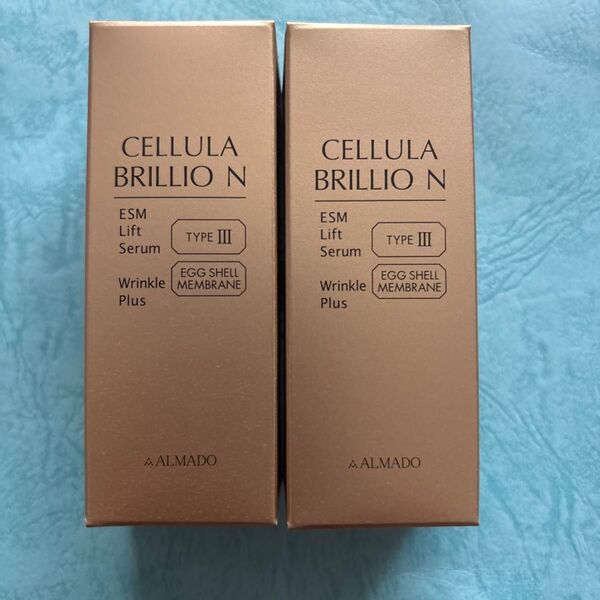 CELLULA
BRILLIO N
ESM
Lift
Serum
TYPE III
Wrinkle
Plus
EGG SHELL
MEMBRANE
ALMADO
CELLULA
BRILLIO N
ESM
Lift
Serum
TYPE III
Wrinkle
Plus
EGG SHELL
MEMBRANE
ALMADO